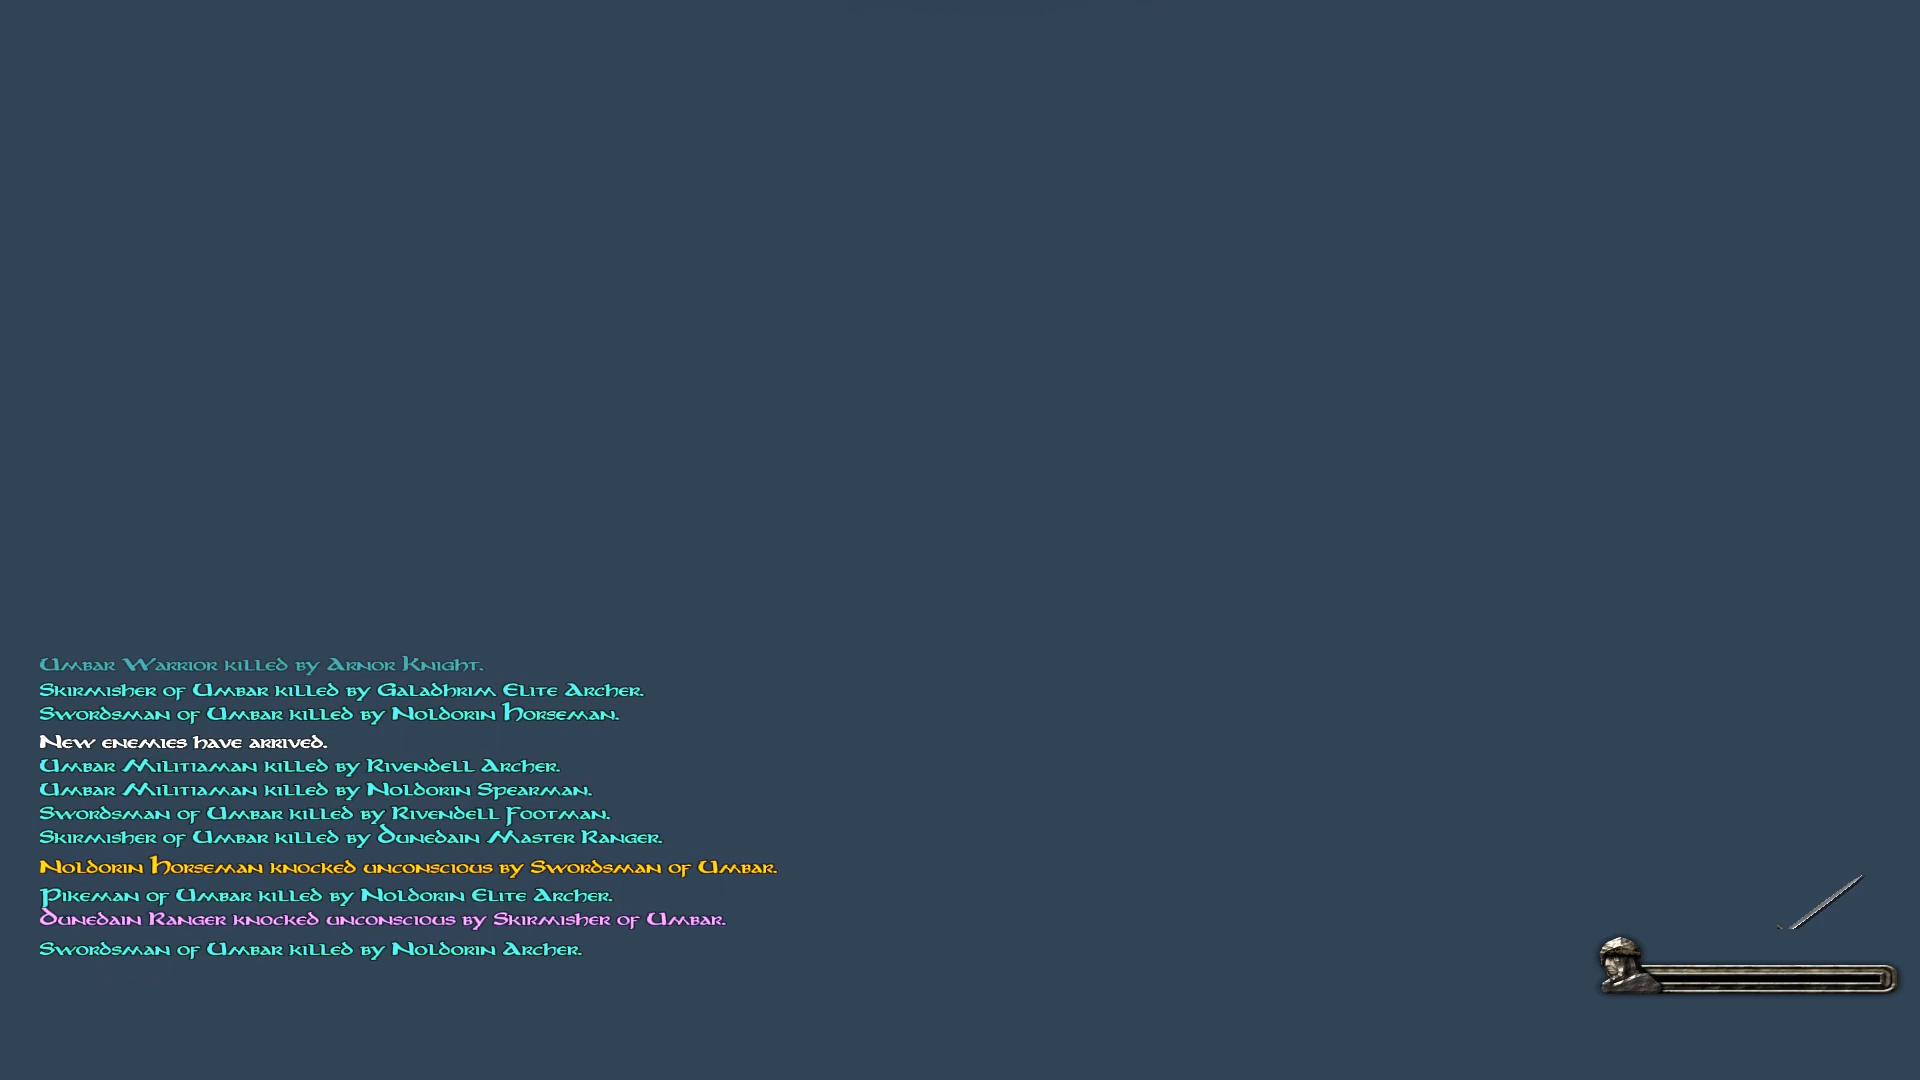 Umbar Warrior killed by Arnor Knight.
Skirmisher of Umbar killed by Galadhrim Elite Archer.
Swordsman of Umbar killed by Noldorin Horseman.
New enemies have arrived.
Umbar Militiaman killed by Rivendell Archer.
Umbar Militiaman killed by Noldorin Spearman.
Swordsman of Umbar killed by Rivendell Footman.
Skirmisher of Umbar killed by Dunedain Master Ranger.
Noldorin Horseman knocked unconscious by Swordsman of Umbar.
Pikeman of Umbar killed by Noldorin Elite Archer.
Dunedain Ranger knocked unconscious by Skirmisher of Umbar.
Swordsman of Umbar killed by Noldorin Archer.